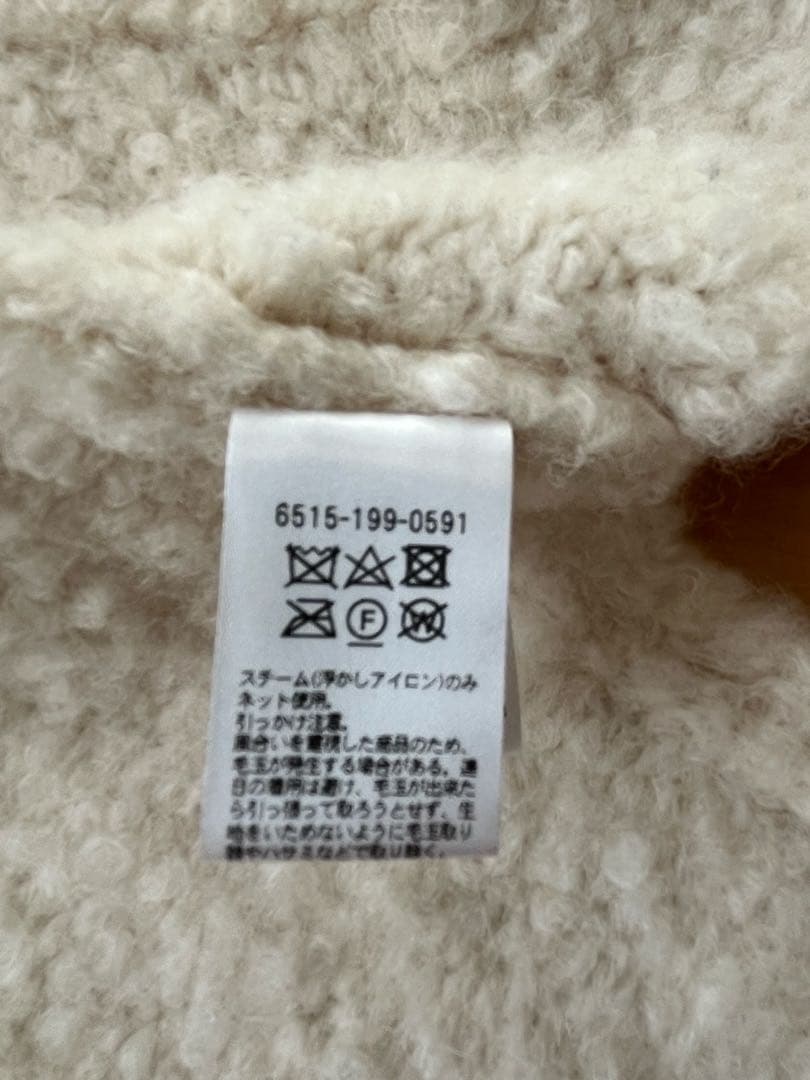 6515-199-0591
F
W
スチーム(浮かしアイロン)のみ
ネット使用。
引っかけ注意。
風合いを重視した商品のため、
毛玉が発生する場合がある。連
日の着用は避け、毛玉が出来た
ら引っ張って取ろうとせず、生
地をいためないように毛玉取り
器やハサミなどで取り除く。